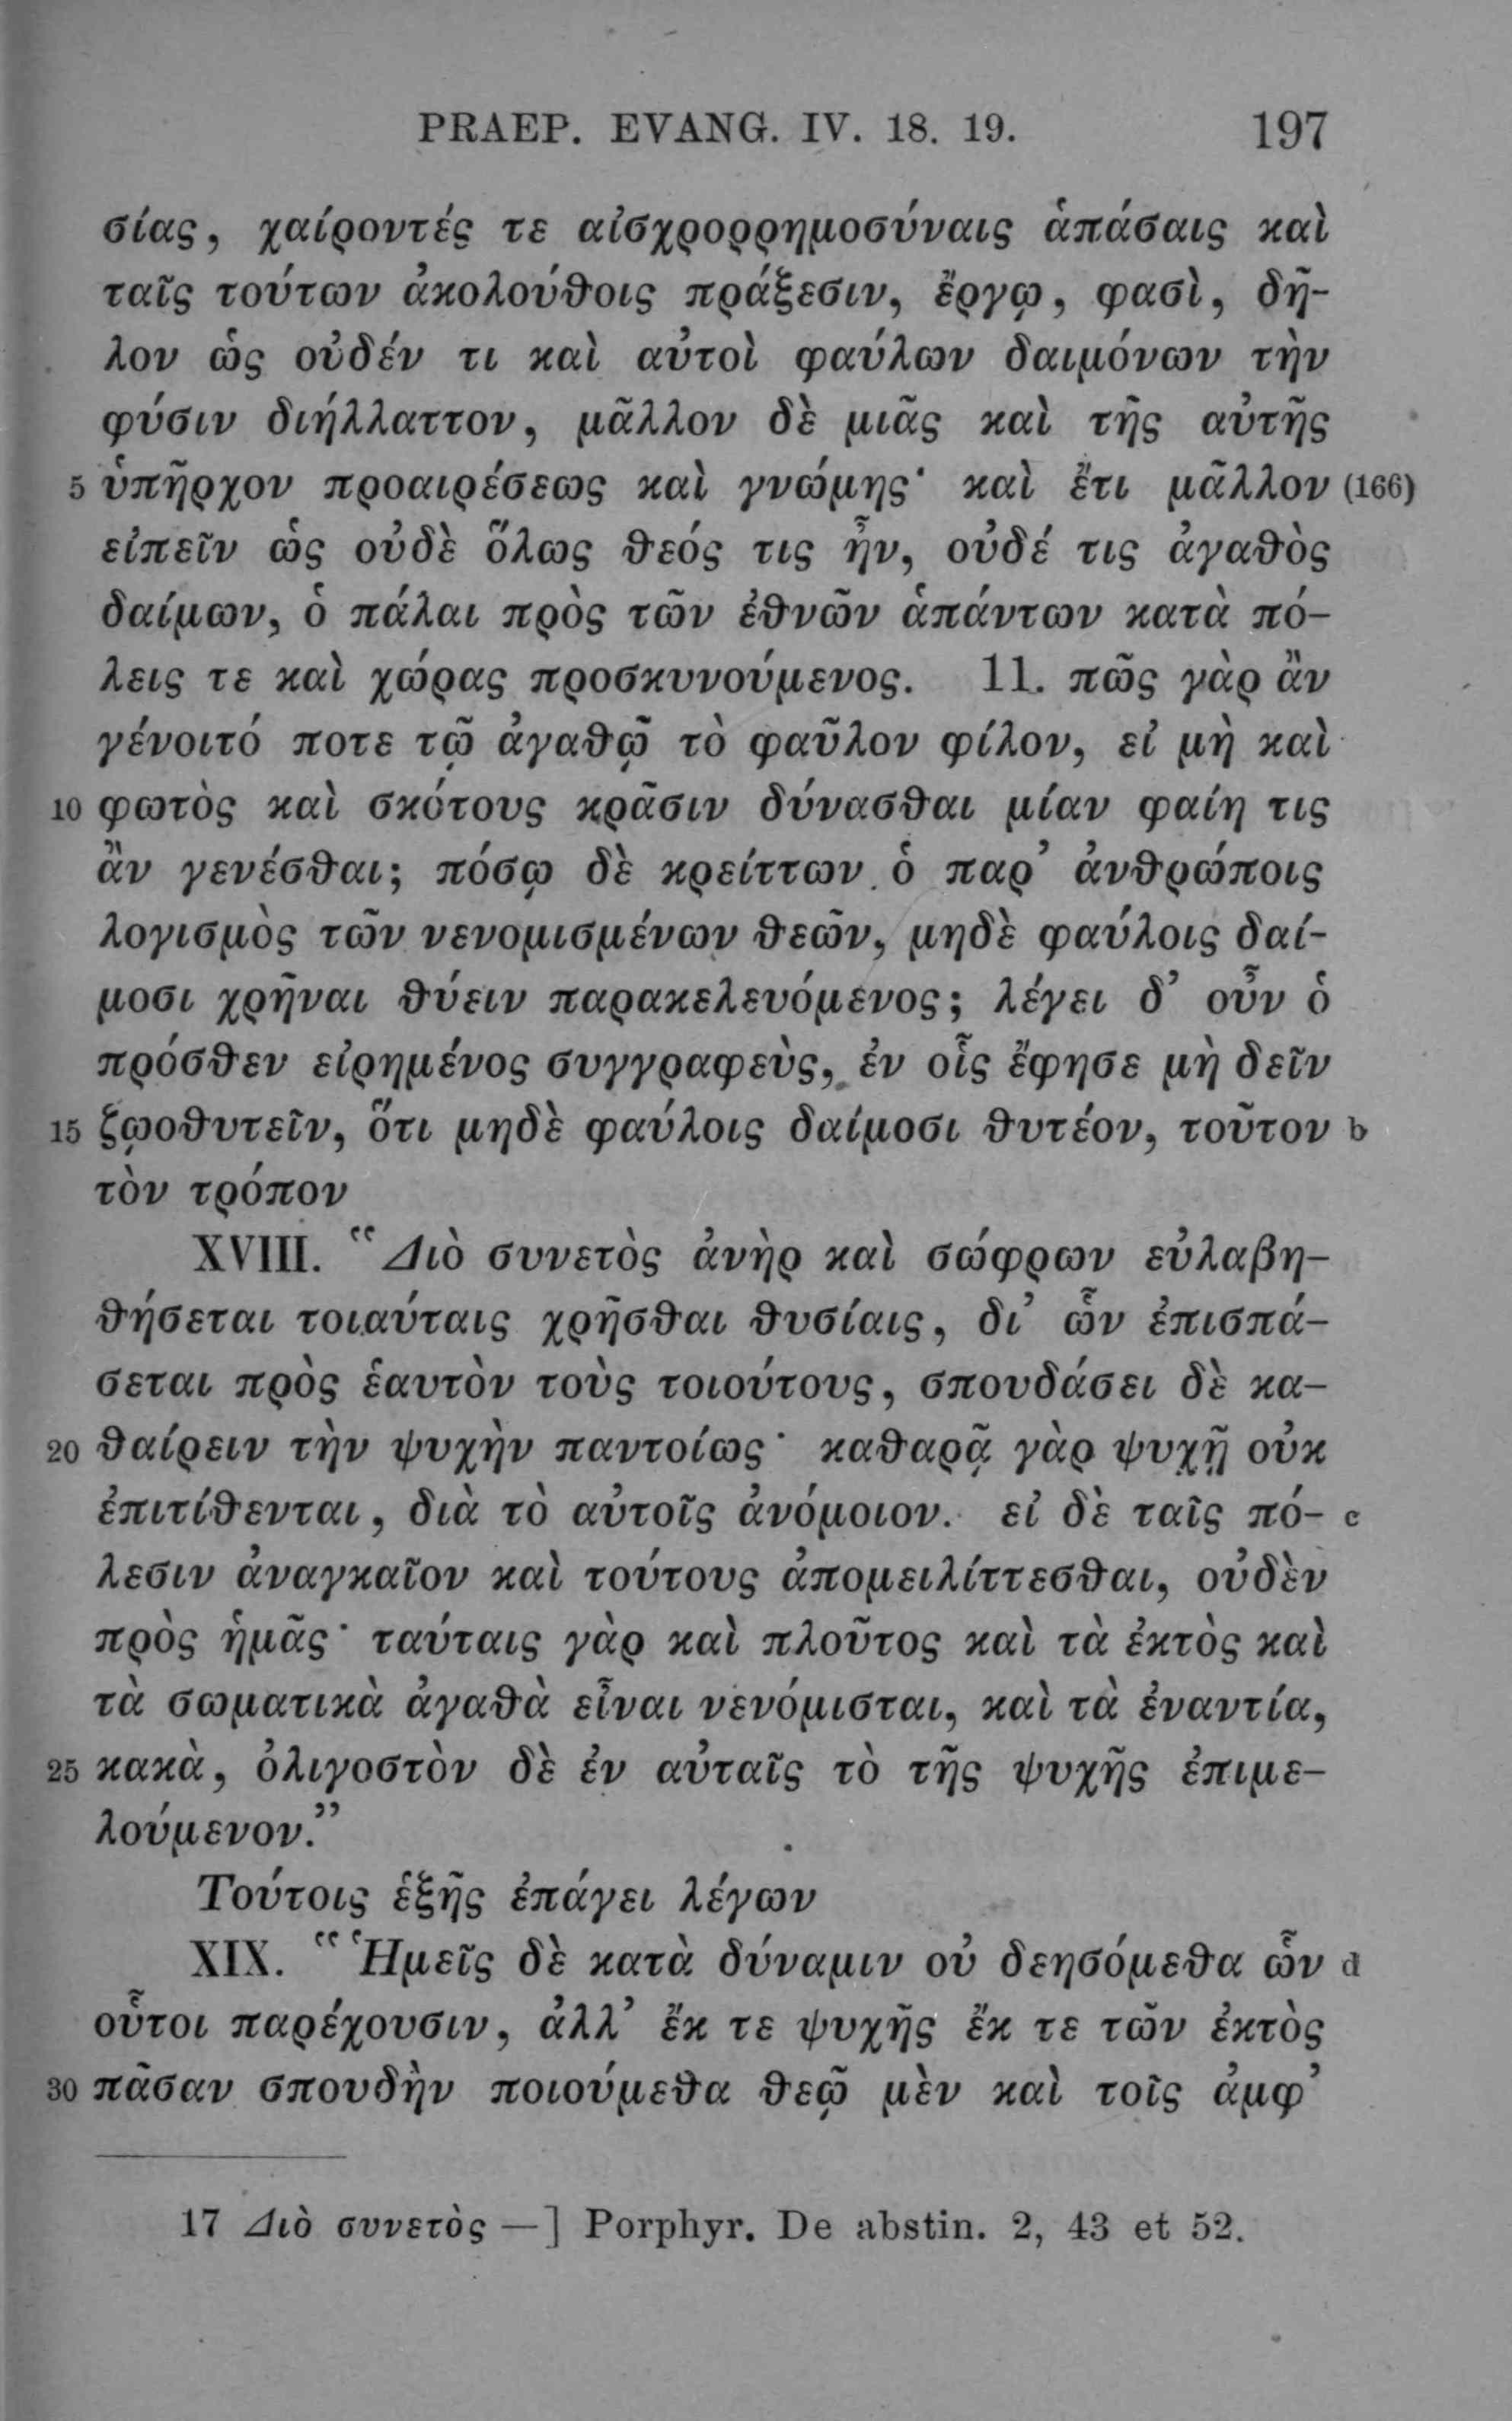 PRAEP. EVANG. IV. 18. 19. 197
σίας, χαίροντές τε αἰσχρορρημοσύναις ἁπάσαις καὶ
ταῖς τούτων ἀκολούθοις πράξεσιν, ἔργῳ, φασὶ, δῆ-
λον ὡς οὐδέν τι καὶ αὐτοὶ φαύλων δαιμόνων τὴν
φύσιν διήλλαττον, μᾶλλον δὲ μιᾶς καὶ τῆς αὐτῆς
5 ὑπῆρχον προαιρέσεως καὶ γνώμης· καὶ ἔτι μᾶλλον (166)
εἰπεῖν ὡς οὐδὲ ὅλως θεός τις ἦν, οὐδέ τις ἀγαθὸς
δαίμων, ὁ πάλαι πρὸς τῶν ἐθνῶν ἁπάντων κατὰ πό-
λεις τε καὶ χώρας προσκυνούμενος. 11. πῶς γὰρ ἂν
γένοιτό ποτε τῷ ἀγαθῷ τὸ φαῦλον φίλον, εἰ μὴ καὶ
10 φωτὸς καὶ σκότους κρᾶσιν δύνασθαι μίαν φαίη τις
ἂν γενέσθαι; πόσῳ δὲ κρείττων ὁ παρ’ ἀνθρώποις
λογισμὸς τῶν νενομισμένων θεῶν, μηδὲ φαύλοις δαί-
μοσι χρῆναι θύειν παρακελευόμενος; λέγει δ’ οὖν ὁ
πρόσθεν εἰρημένος συγγραφεὺς, ἐν οἷς ἔφησε μὴ δεῖν
15 ζῳοθυτεῖν, ὅτι μηδὲ φαύλοις δαίμοσι θυτέον, τοῦτον b
τὸν τρόπον
XVIII. “Διὸ συνετὸς ἀνὴρ καὶ σώφρων εὐλαβη-
θήσεται τοιαύταις χρῆσθαι θυσίαις, δι’ ὧν ἐπισπά-
σεται πρὸς ἑαυτὸν τοὺς τοιούτους, σπουδάσει δὲ κα-
20 θαίρειν τὴν ψυχὴν παντοίως· καθαρᾷ γὰρ ψυχῇ οὐκ
ἐπιτίθενται, διὰ τὸ αὐτοῖς ἀνόμοιον. εἰ δὲ ταῖς πό- c
λεσιν ἀναγκαῖον καὶ τούτους ἀπομειλίττεσθαι, οὐδὲν
πρὸς ἡμᾶς· ταύταις γὰρ καὶ πλοῦτος καὶ τὰ ἐκτὸς καὶ
τὰ σωματικὰ ἀγαθὰ εἶναι νενόμισται, καὶ τὰ ἐναντία,
25 κακὰ, ὀλιγοστὸν δὲ ἐν αὐταῖς τὸ τῆς ψυχῆς ἐπιμε-
λούμενον.”
Τούτοις ἑξῆς ἐπάγει λέγων
XIX. “Ἡμεῖς δὲ κατὰ δύναμιν οὐ δεησόμεθα ὧν d
οὗτοι παρέχουσιν, ἀλλ’ ἔκ τε ψυχῆς ἔκ τε τῶν ἐκτὸς
30 πᾶσαν σπουδὴν ποιούμεθα θεῷ μὲν καὶ τοῖς ἀμφ’
17 Διὸ συνετὸς —] Porphyr. De abstin. 2, 43 et 52.